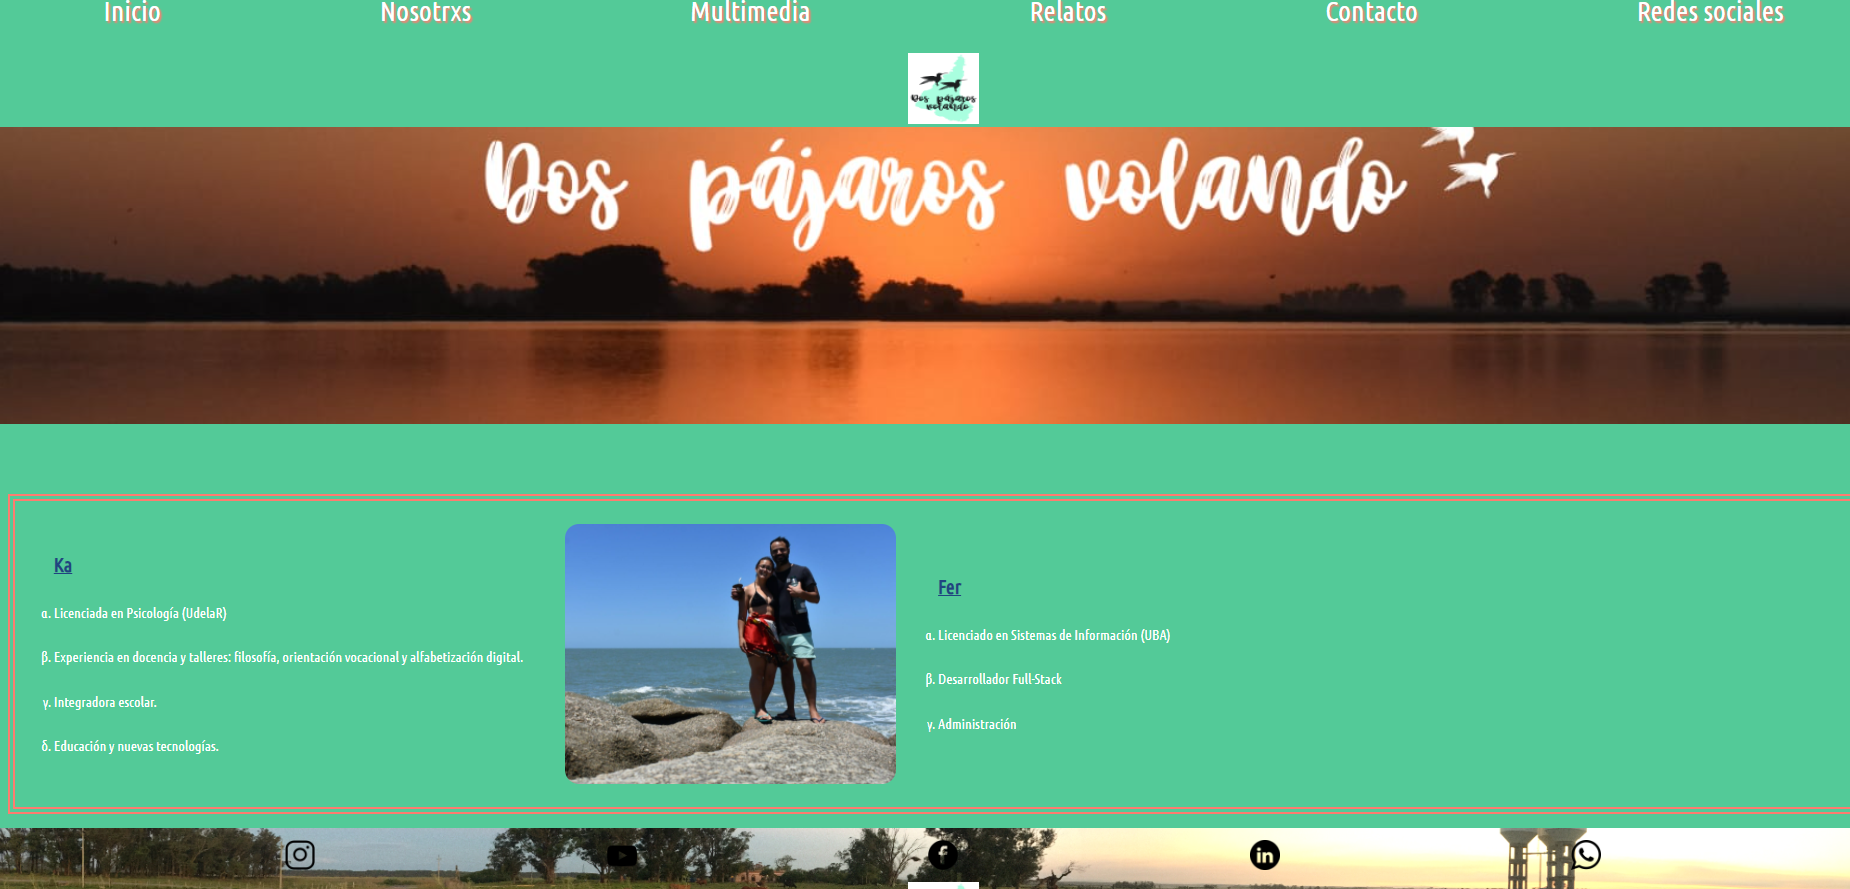 Inicio Nosotrxs Multimedia Relatos Contacto Redes sociales
Dos pájaros
volando
Dos pájaros volando
Ka
α. Licenciada en Psicología (UdelaR)
β. Experiencia en docencia y talleres: filosofía, orientación vocacional y alfabetización digital.
γ. Integradora escolar.
δ. Educación y nuevas tecnologías.
Fer
α. Licenciado en Sistemas de Información (UBA)
β. Desarrollador Full-Stack
γ. Administración